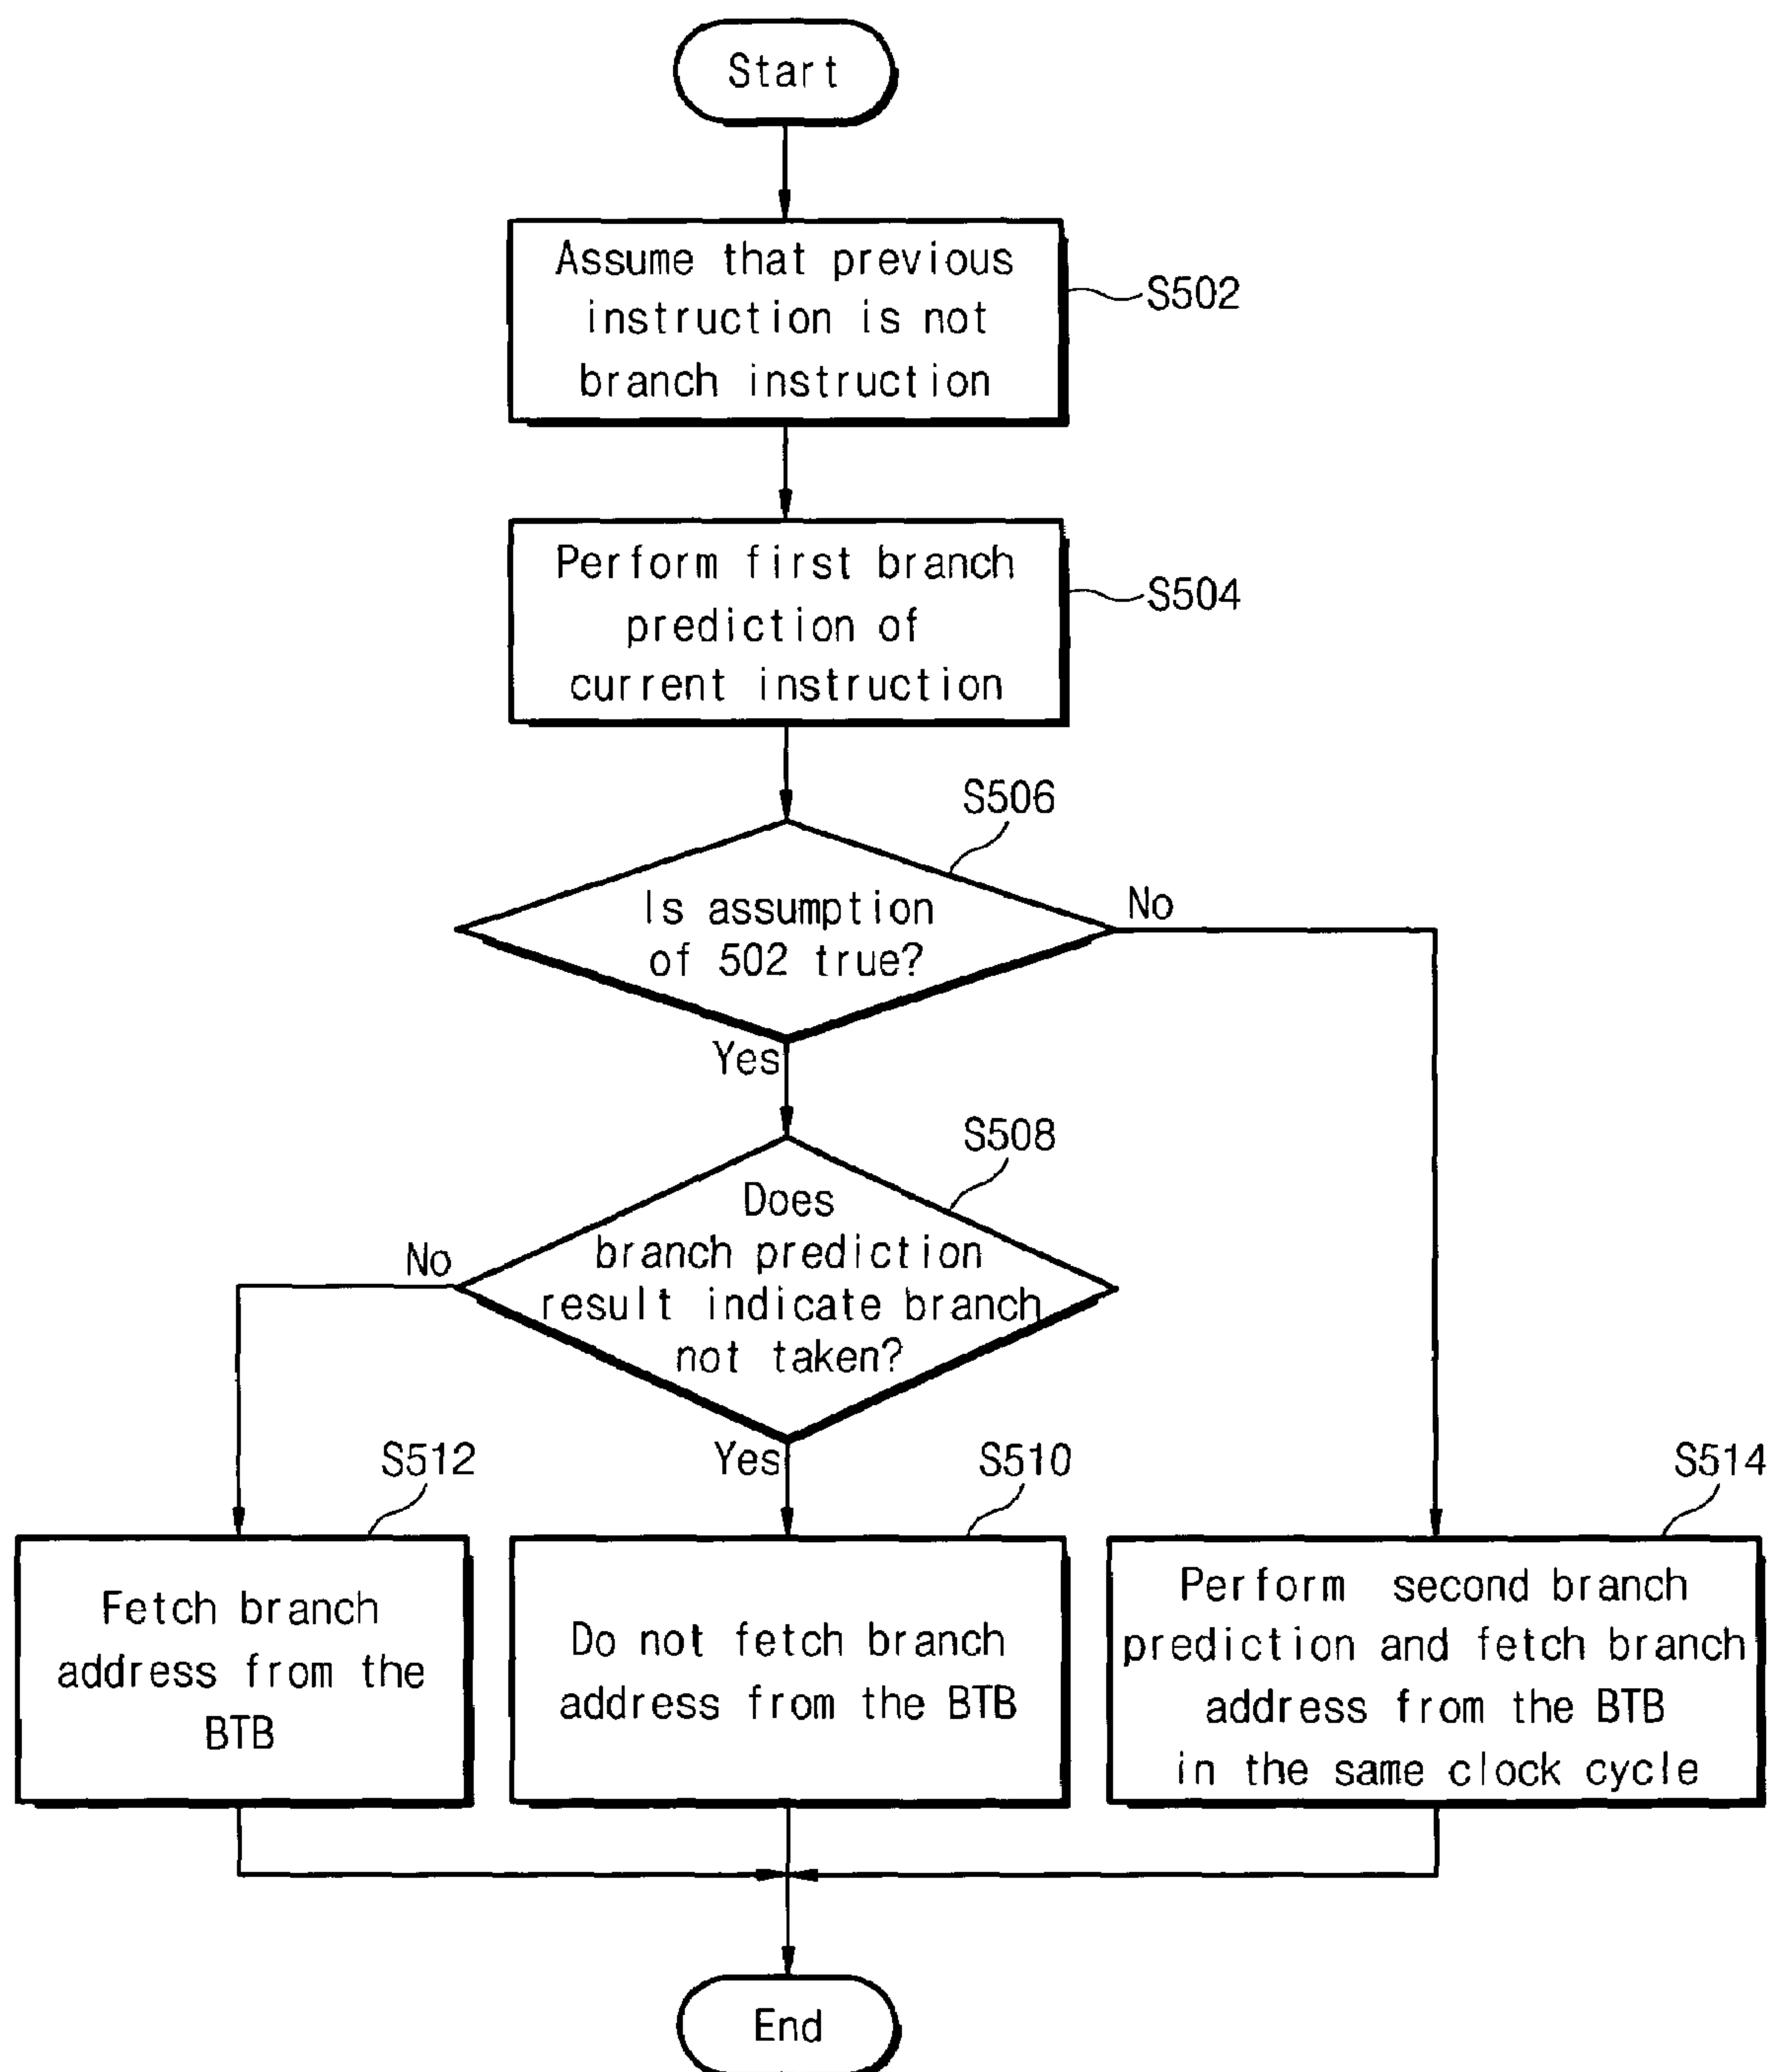 Start
Assume that previous
instruction is not
branch instruction
S502
Perform first branch
prediction of
current instruction
S504
S506
Is assumption
of 502 true?
No
Yes
S508
Does
branch prediction
result indicate branch
not taken?
No
Yes
S512
Fetch branch
address from the
BTB
S510
Do not fetch branch
address from the BTB
S514
Perform second branch
prediction and fetch branch
address from the BTB
in the same clock cycle
End